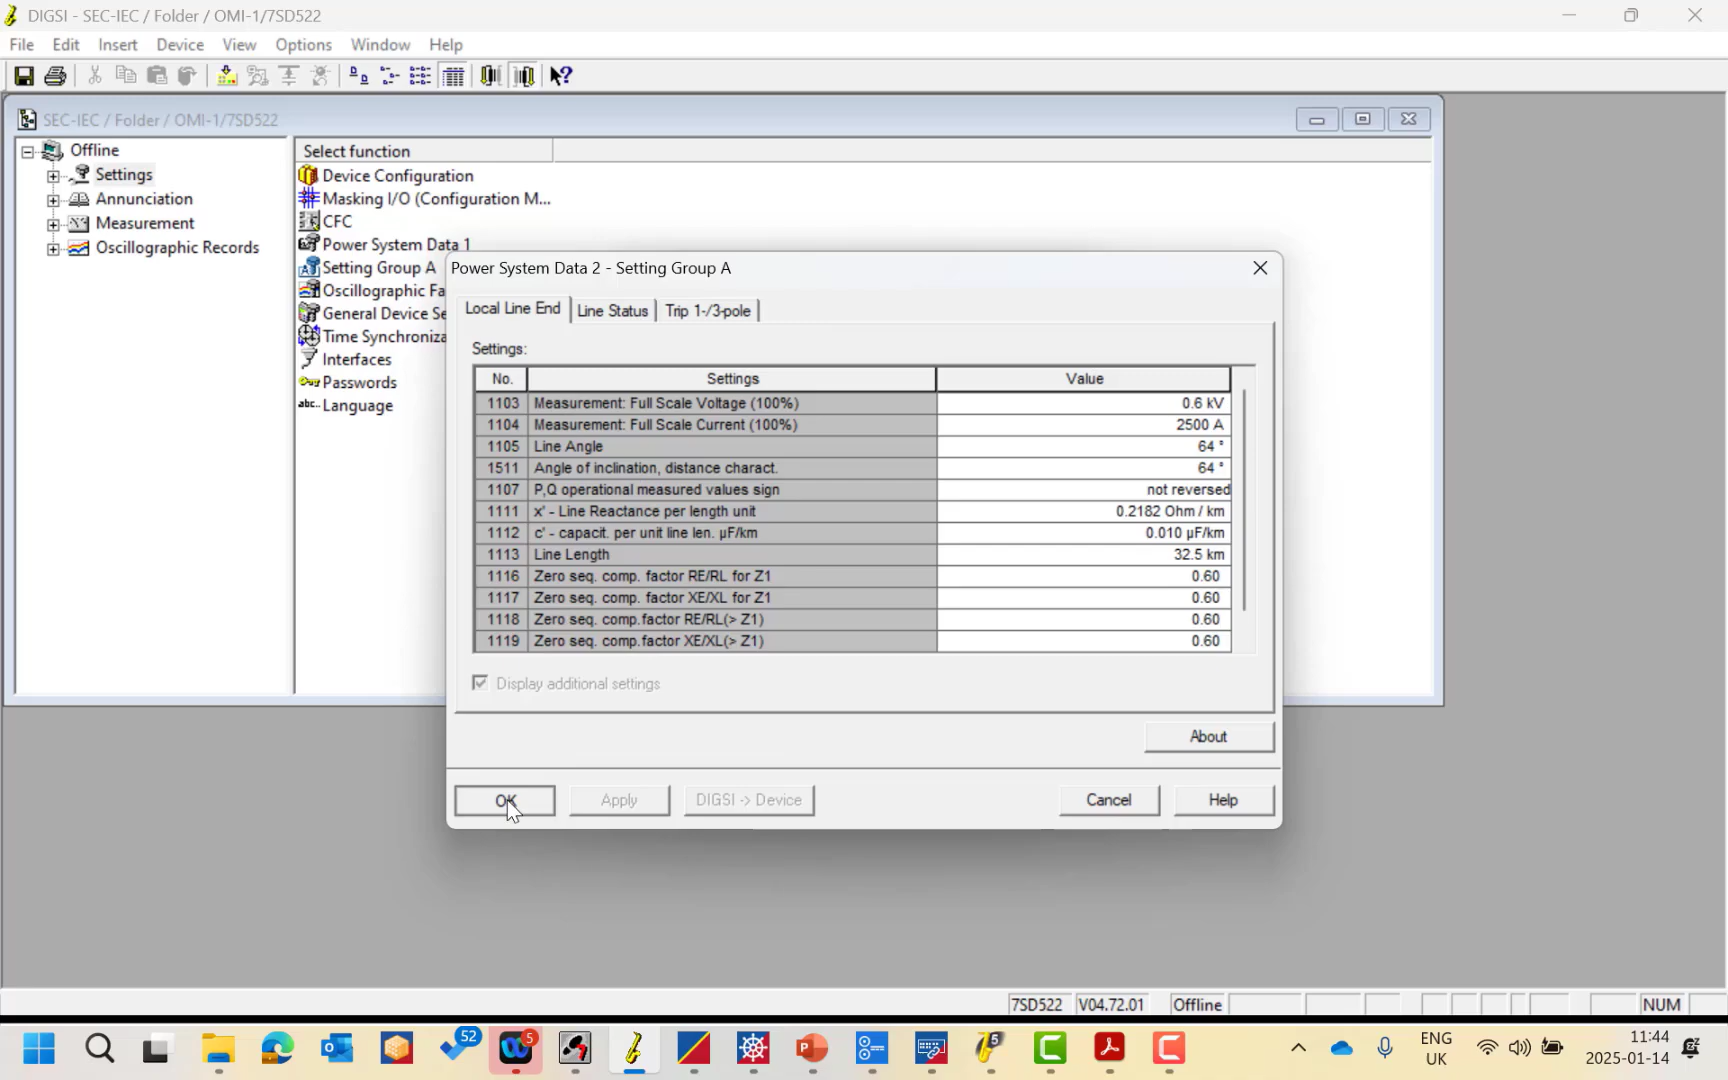 DIGSI - SEC-IEC / Folder / OMI-1/7SD522
File Edit Insert Device View Options Window Help
SEC-IEC / Folder / OMI-1/7SD522
Offline
Settings
Annunciation
Measurement
Oscillographic Records
Select function
Device Configuration
Masking I/O (Configuration M...
CFC
Power System Data 1
Setting Group A
Oscillographic Fa
General Device Se
Time Synchroniza
Interfaces
Passwords
abc.. Language
Power System Data 2 - Setting Group A
Local Line End Line Status Trip 1-/3-pole
Settings:
No. Settings Value
1103 Measurement: Full Scale Voltage (100%) 0.6 kV
1104 Measurement: Full Scale Current (100%) 2500 A
1105 Line Angle 64 °
1511 Angle of inclination, distance charact. 64 °
1107 P,Q operational measured values sign not reversed
1111 x' - Line Reactance per length unit 0.2182 Ohm / km
1112 c' - capacit. per unit line len. µF/km 0.010 µF/km
1113 Line Length 32.5 km
1116 Zero seq. comp. factor RE/RL for Z1 0.60
1117 Zero seq. comp. factor XE/XL for Z1 0.60
1118 Zero seq. comp.factor RE/RL(> Z1) 0.60
1119 Zero seq. comp.factor XE/XL(> Z1) 0.60
Display additional settings
About
OK Apply DIGSI -> Device Cancel Help
7SD522 V04.72.01 Offline NUM
52 5 5 ENG UK 11:44 2025-01-14